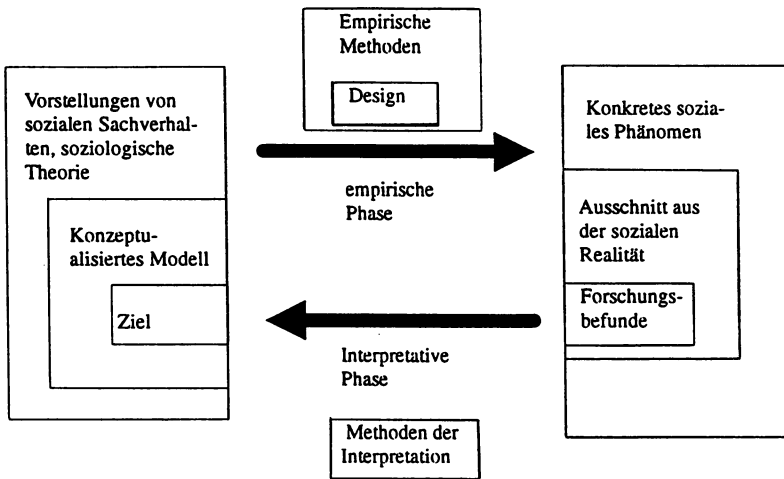 Empirische
Methoden
Design
Vorstellungen von
sozialen Sachverhal-
ten, soziologische
Theorie
Konzeptu-
alisiertes Modell
Ziel
empirische
Phase
Interpretative
Phase
Methoden der
Interpretation
Konkretes sozia-
les Phänomen
Ausschnitt aus
der sozialen
Realität
Forschungs-
befunde